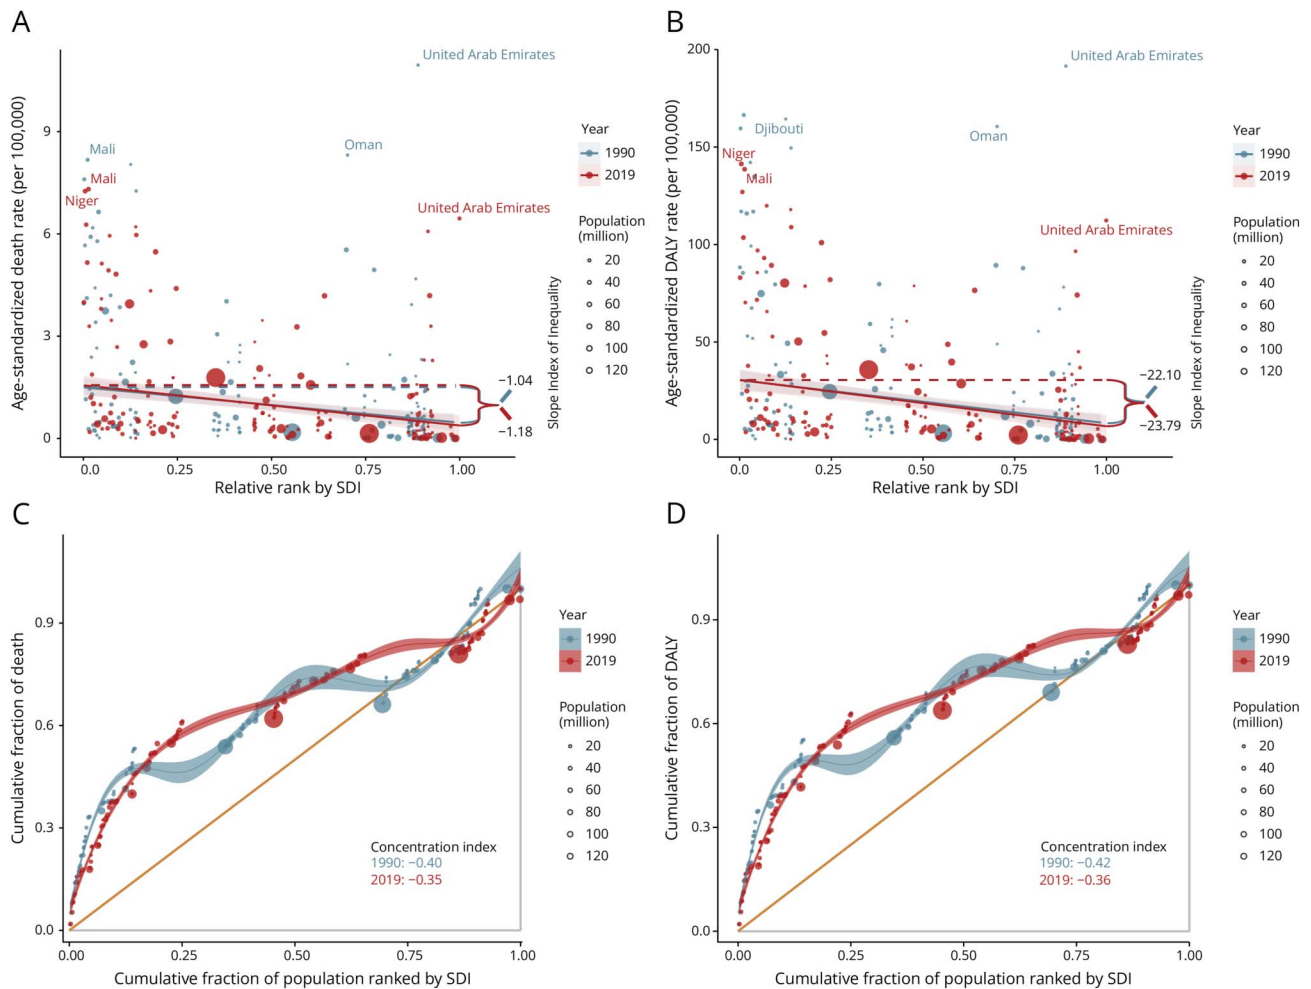 A
Age-standardized death rate (per 100,000)
9
6
3
0
0.0
0.25
0.50
0.75
1.00
Relative rank by SDI
United Arab Emirates
Mali
Oman
Mali
Niger
United Arab Emirates
−1.04
−1.18
Slope Index of Inequality
Year
1990
2019
Population
(million)
20
40
60
80
100
120
B
Age-standardized DALY rate (per 100,000)
200
150
100
50
0
0.0
0.25
0.50
0.75
1.00
Relative rank by SDI
United Arab Emirates
Djibouti
Oman
Niger
Mali
United Arab Emirates
−22.10
−23.79
Slope Index of Inequality
Year
1990
2019
Population
(million)
20
40
60
80
100
120
C
Cumulative fraction of death
0.9
0.6
0.3
0.0
0.00
0.25
0.50
0.75
1.00
Cumulative fraction of population ranked by SDI
Concentration index
1990: −0.40
2019: −0.35
Year
1990
2019
Population
(million)
20
40
60
80
100
120
D
Cumulative fraction of DALY
0.9
0.6
0.3
0.0
0.00
0.25
0.50
0.75
1.00
Cumulative fraction of population ranked by SDI
Concentration index
1990: −0.42
2019: −0.36
Year
1990
2019
Population
(million)
20
40
60
80
100
120